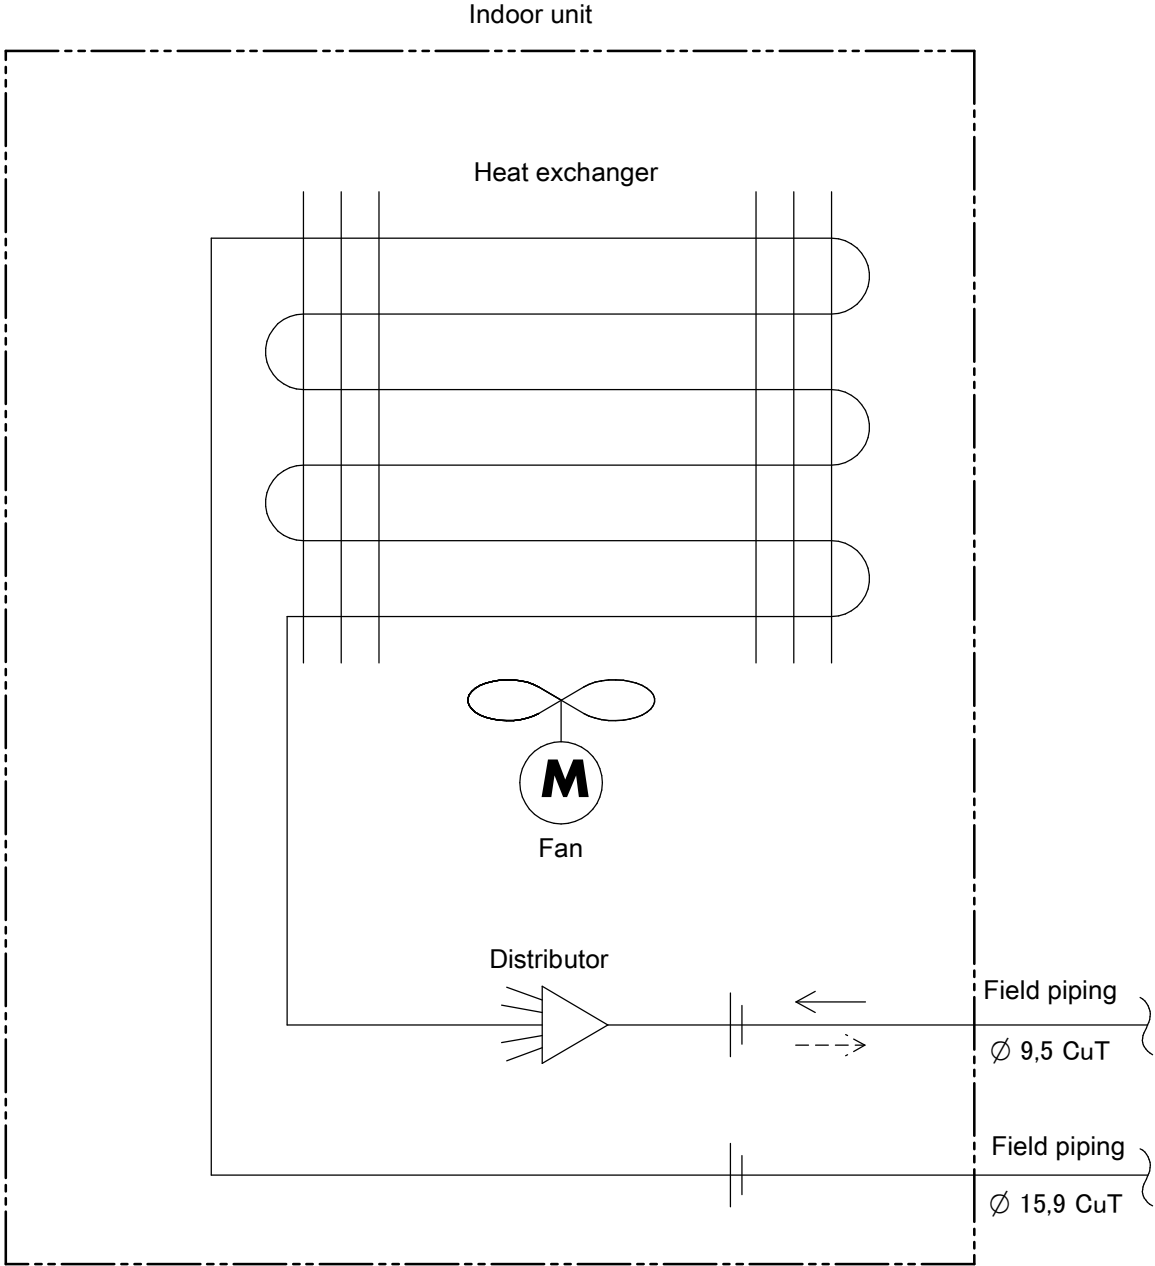 Indoor unit
Heat exchanger
M
Fan
Distributor
Field piping
∅ 9,5 CuT
Field piping
∅ 15,9 CuT